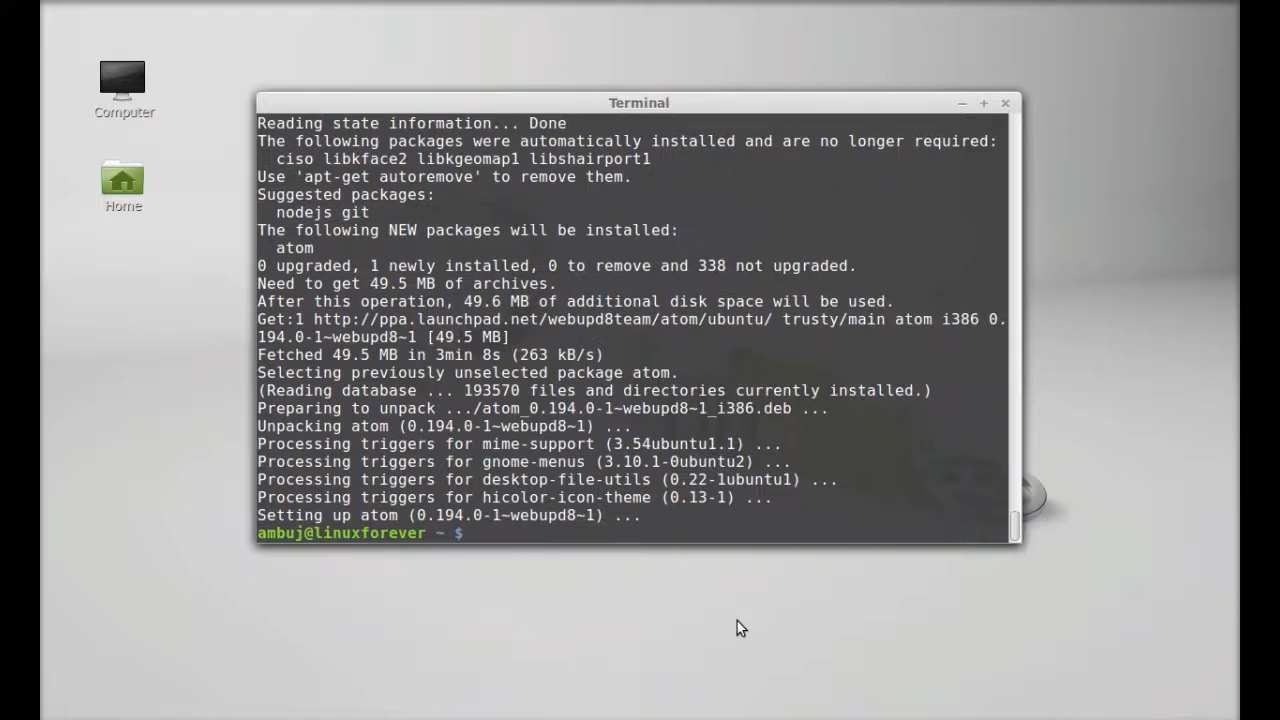 Computer
Home
Terminal
Reading state information... Done
The following packages were automatically installed and are no longer required:
  ciso libkface2 libkgeomap1 libshairport1
Use 'apt-get autoremove' to remove them.
Suggested packages:
  nodejs git
The following NEW packages will be installed:
  atom
0 upgraded, 1 newly installed, 0 to remove and 338 not upgraded.
Need to get 49.5 MB of archives.
After this operation, 49.6 MB of additional disk space will be used.
Get:1 http://ppa.launchpad.net/webupd8team/atom/ubuntu/ trusty/main atom i386 0.
194.0-1~webupd8~1 [49.5 MB]
Fetched 49.5 MB in 3min 8s (263 kB/s)
Selecting previously unselected package atom.
(Reading database ... 193570 files and directories currently installed.)
Preparing to unpack .../atom_0.194.0-1~webupd8~1_i386.deb ...
Unpacking atom (0.194.0-1~webupd8~1) ...
Processing triggers for mime-support (3.54ubuntu1.1) ...
Processing triggers for gnome-menus (3.10.1-0ubuntu2) ...
Processing triggers for desktop-file-utils (0.22-1ubuntu1) ...
Processing triggers for hicolor-icon-theme (0.13-1) ...
Setting up atom (0.194.0-1~webupd8~1) ...
ambuj@linuxforever ~ $